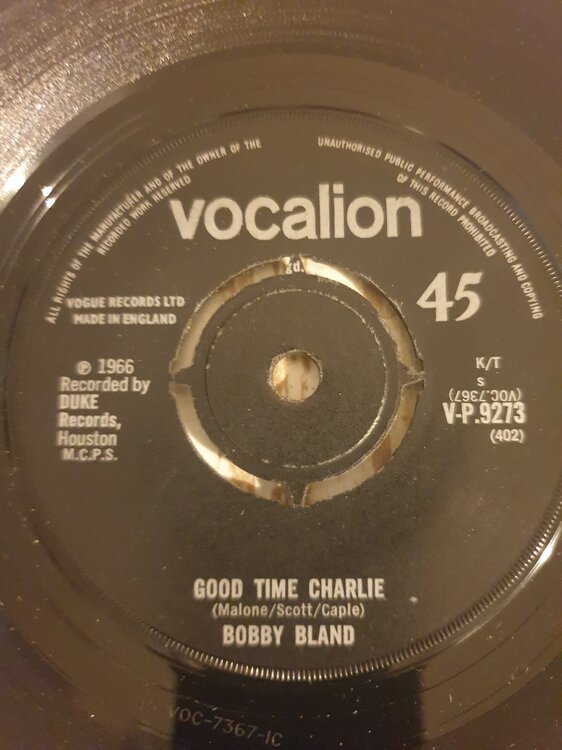 ALL RIGHTS OF THE MANUFACTURER AND OF THE OWNER OF THE
RECORDED WORK RESERVED
UNAUTHORISED PUBLIC PERFORMANCE BROADCASTING AND COPYING
OF THIS RECORD PROHIBITED
vocalion
gd.
45
VOGUE RECORDS LTD
MADE IN ENGLAND
℗ 1966
Recorded by
DUKE
Records,
Houston
M.C.P.S.
K/T
s
(VOC.7367)
V-P.9273
(402)
GOOD TIME CHARLIE
(Malone/Scott/Caple)
BOBBY BLAND
VOC-7367-1C